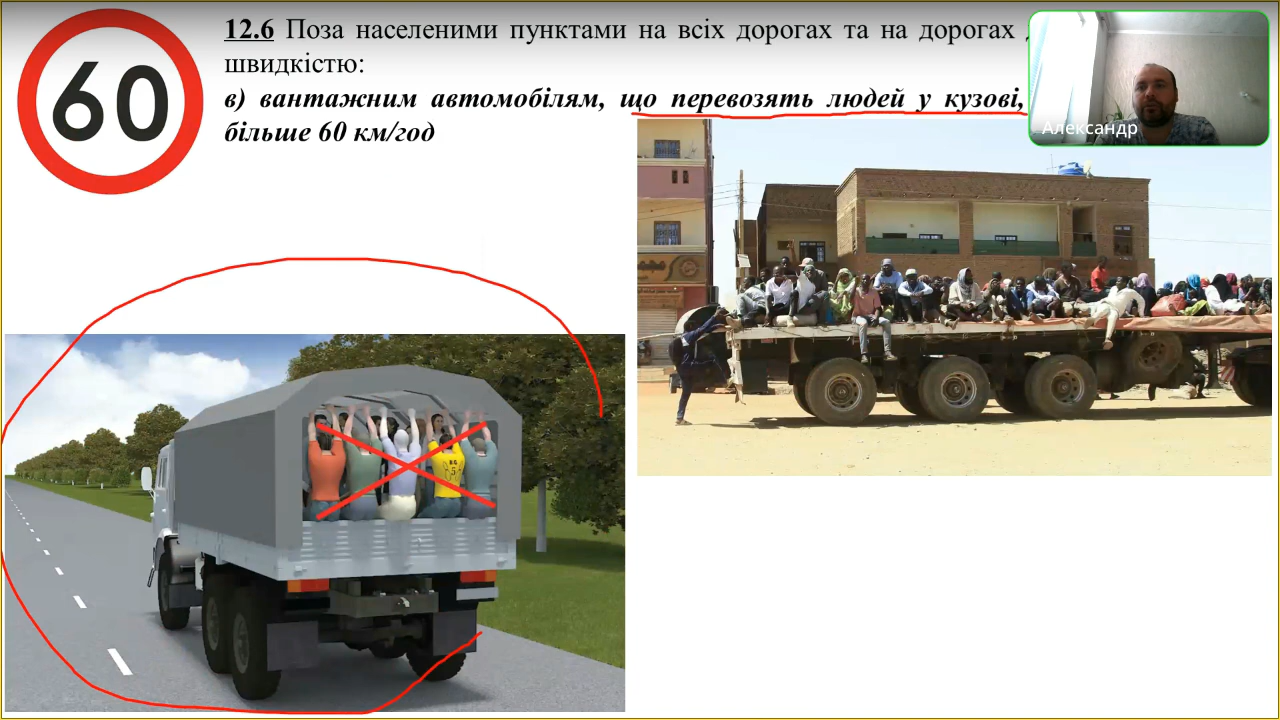 60
12.6 Поза населеними пунктами на всіх дорогах та на дорогах
швидкістю:
в) вантажним автомобілям, що перевозять людей у кузові,
більше 60 км/год
Александр